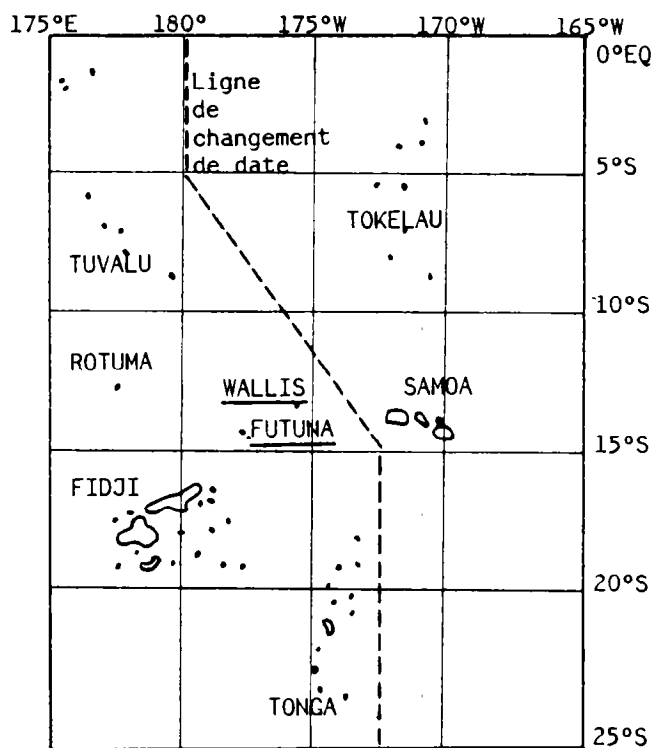 175°E 180° 175°W 170°W 165°W
0°EQ
Ligne
de
changement
de date
5°S
TOKELAU
TUVALU
10°S
ROTUMA
WALLIS
SAMOA
FUTUNA
15°S
FIDJI
20°S
TONGA
25°S